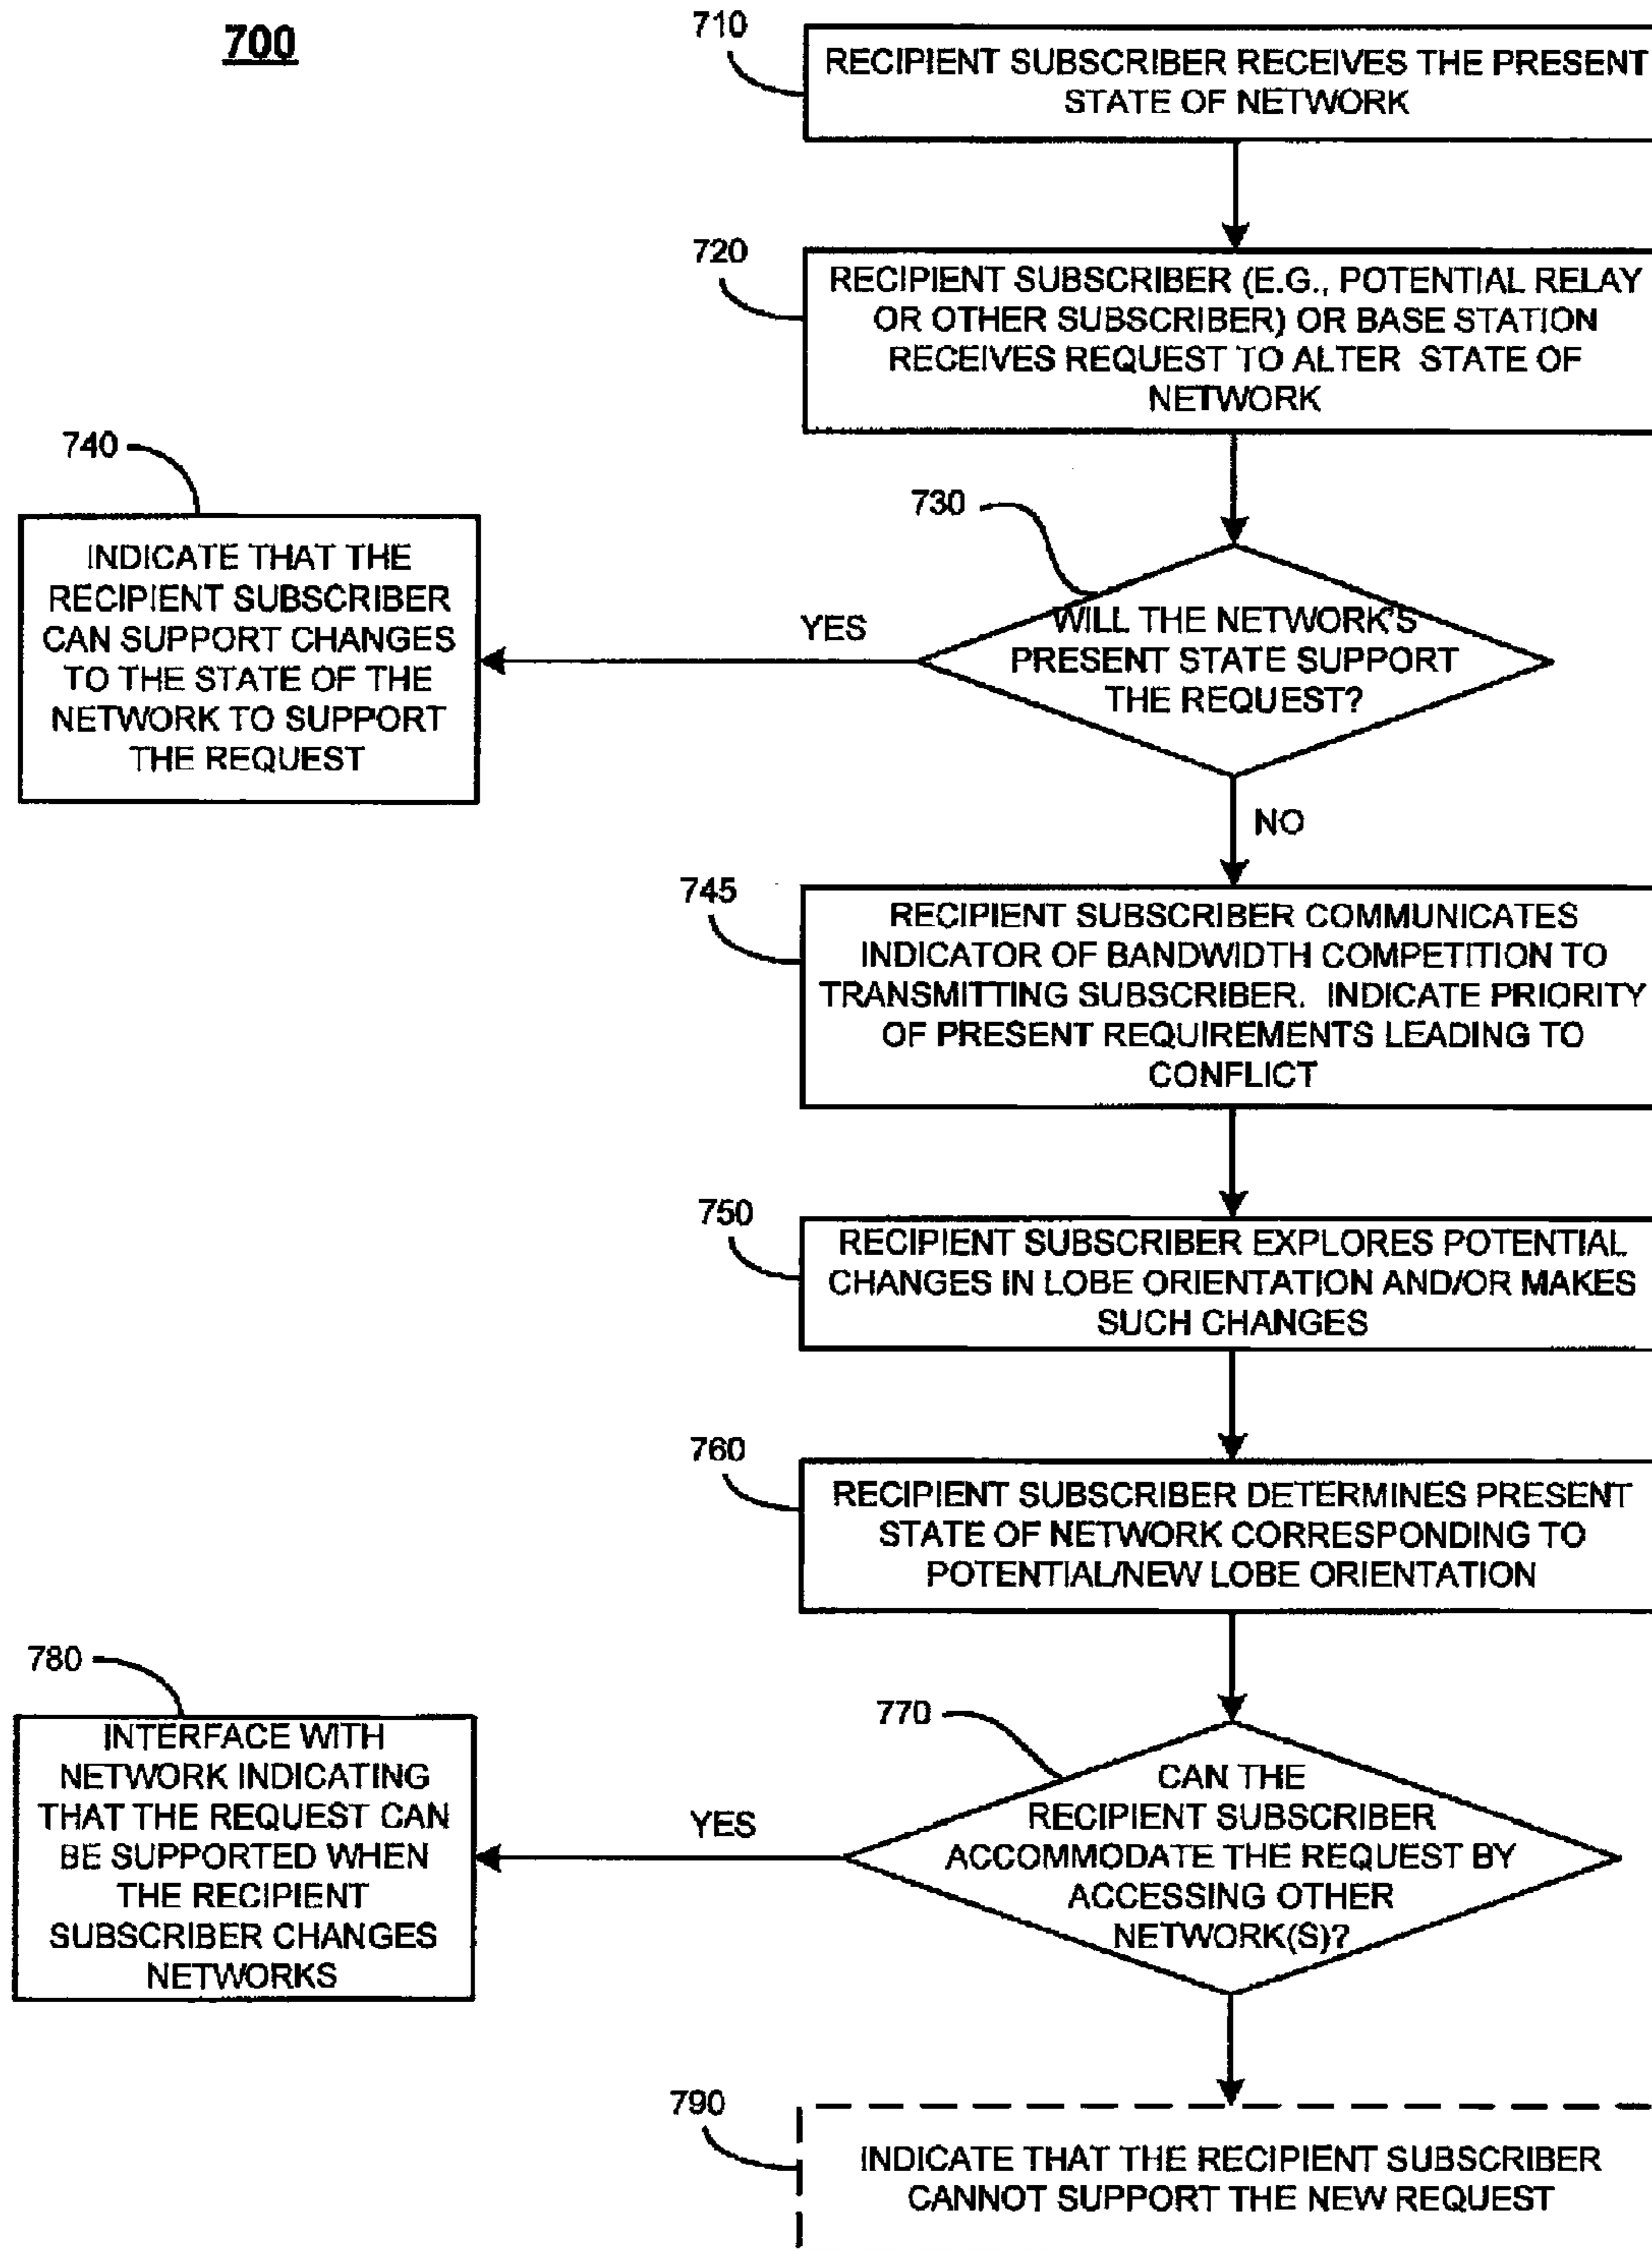 700
710
RECIPIENT SUBSCRIBER RECEIVES THE PRESENT
STATE OF NETWORK
720
RECIPIENT SUBSCRIBER (E.G., POTENTIAL RELAY
OR OTHER SUBSCRIBER) OR BASE STATION
RECEIVES REQUEST TO ALTER STATE OF
NETWORK
730
WILL THE NETWORK'S
PRESENT STATE SUPPORT
THE REQUEST?
YES
740
INDICATE THAT THE
RECIPIENT SUBSCRIBER
CAN SUPPORT CHANGES
TO THE STATE OF THE
NETWORK TO SUPPORT
THE REQUEST
NO
745
RECIPIENT SUBSCRIBER COMMUNICATES
INDICATOR OF BANDWIDTH COMPETITION TO
TRANSMITTING SUBSCRIBER. INDICATE PRIORITY
OF PRESENT REQUIREMENTS LEADING TO
CONFLICT
750
RECIPIENT SUBSCRIBER EXPLORES POTENTIAL
CHANGES IN LOBE ORIENTATION AND/OR MAKES
SUCH CHANGES
760
RECIPIENT SUBSCRIBER DETERMINES PRESENT
STATE OF NETWORK CORRESPONDING TO
POTENTIAL/NEW LOBE ORIENTATION
770
CAN THE
RECIPIENT SUBSCRIBER
ACCOMMODATE THE REQUEST BY
ACCESSING OTHER
NETWORK(S)?
YES
780
INTERFACE WITH
NETWORK INDICATING
THAT THE REQUEST CAN
BE SUPPORTED WHEN
THE RECIPIENT
SUBSCRIBER CHANGES
NETWORKS
790
INDICATE THAT THE RECIPIENT SUBSCRIBER
CANNOT SUPPORT THE NEW REQUEST